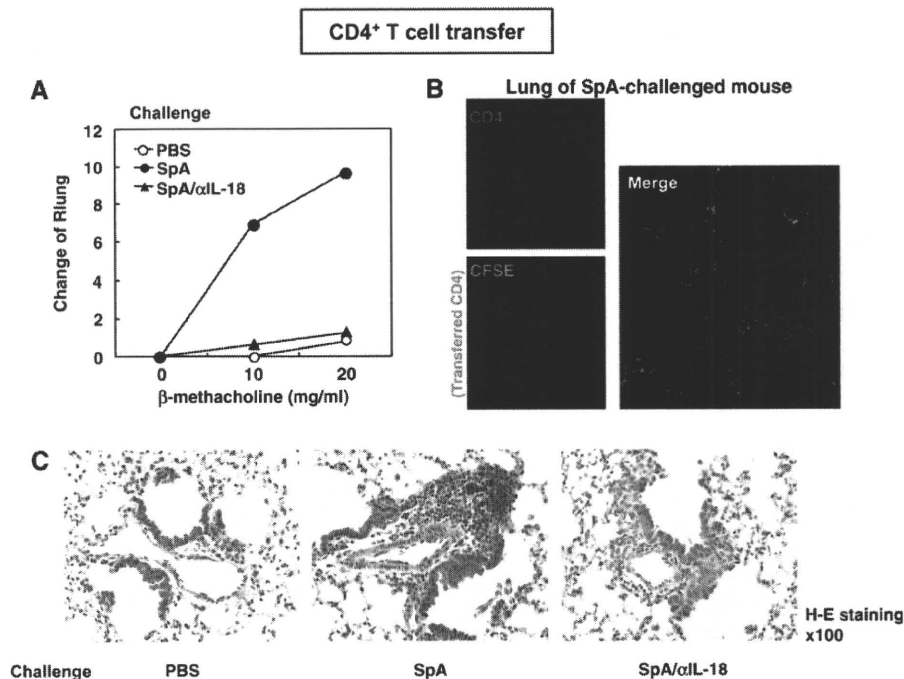 CD4⁺ T cell transfer
A
Challenge
12
10
8
6
4
2
0
PBS
SpA
SpA/αIL-18
Change of Rlung
0
10
20
β-methacholine (mg/ml)
B
Lung of SpA-challenged mouse
CD4
CFSE
(Transferred CD4)
Merge
C
H-E staining
x100
Challenge PBS SpA SpA/αIL-18